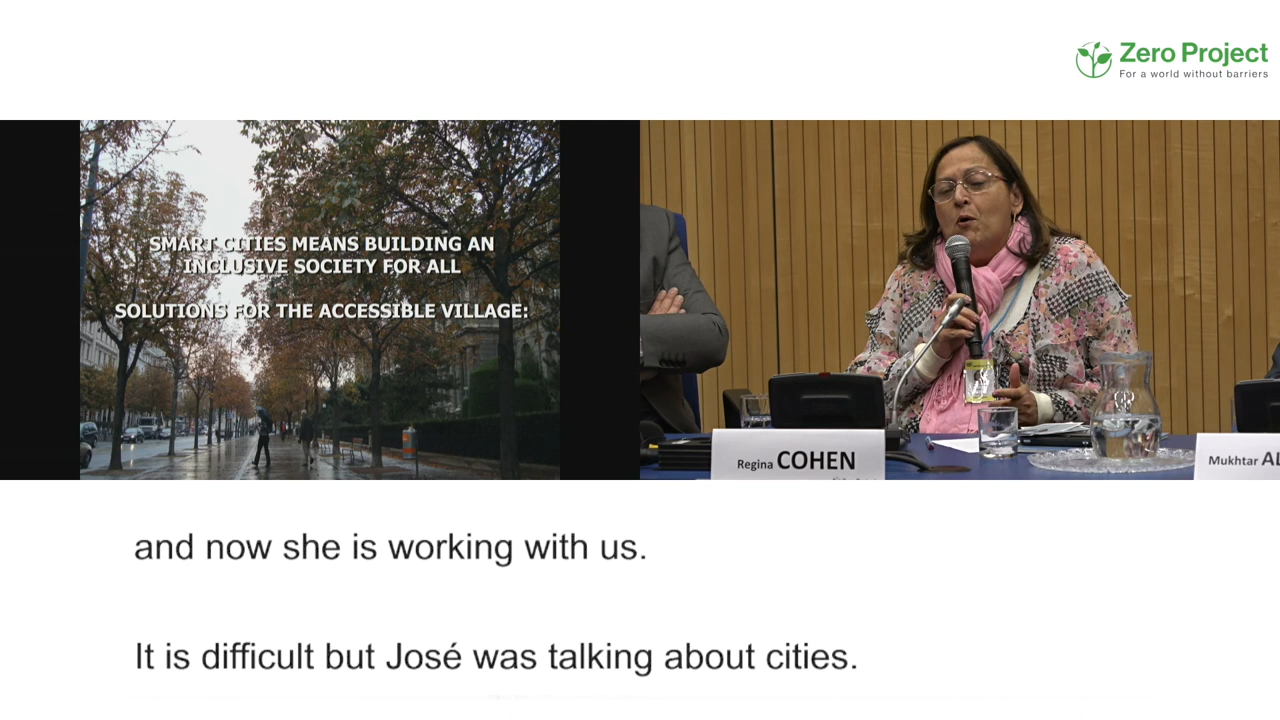 Zero Project
For a world without barriers
SMART CITIES MEANS BUILDING AN
INCLUSIVE SOCIETY FOR ALL
SOLUTIONS FOR THE ACCESSIBLE VILLAGE:
Regina COHEN
Mukhtar AL
and now she is working with us.
It is difficult but José was talking about cities.